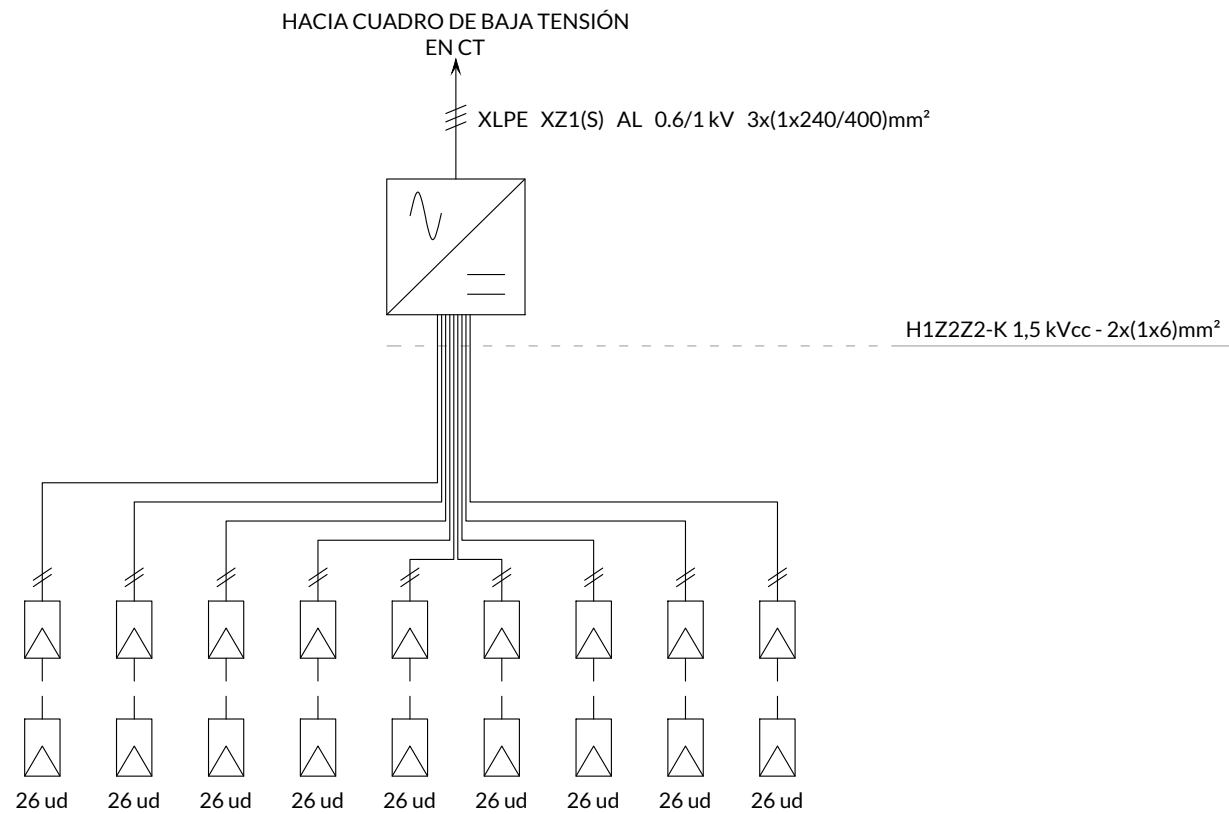 HACIA CUADRO DE BAJA TENSIÓN
EN CT
XLPE XZ1(S) AL 0.6/1 kV 3x(1x240/400)mm²
H1Z2Z2-K 1,5 kVcc - 2x(1x6)mm²
26 ud 26 ud 26 ud 26 ud 26 ud 26 ud 26 ud 26 ud 26 ud